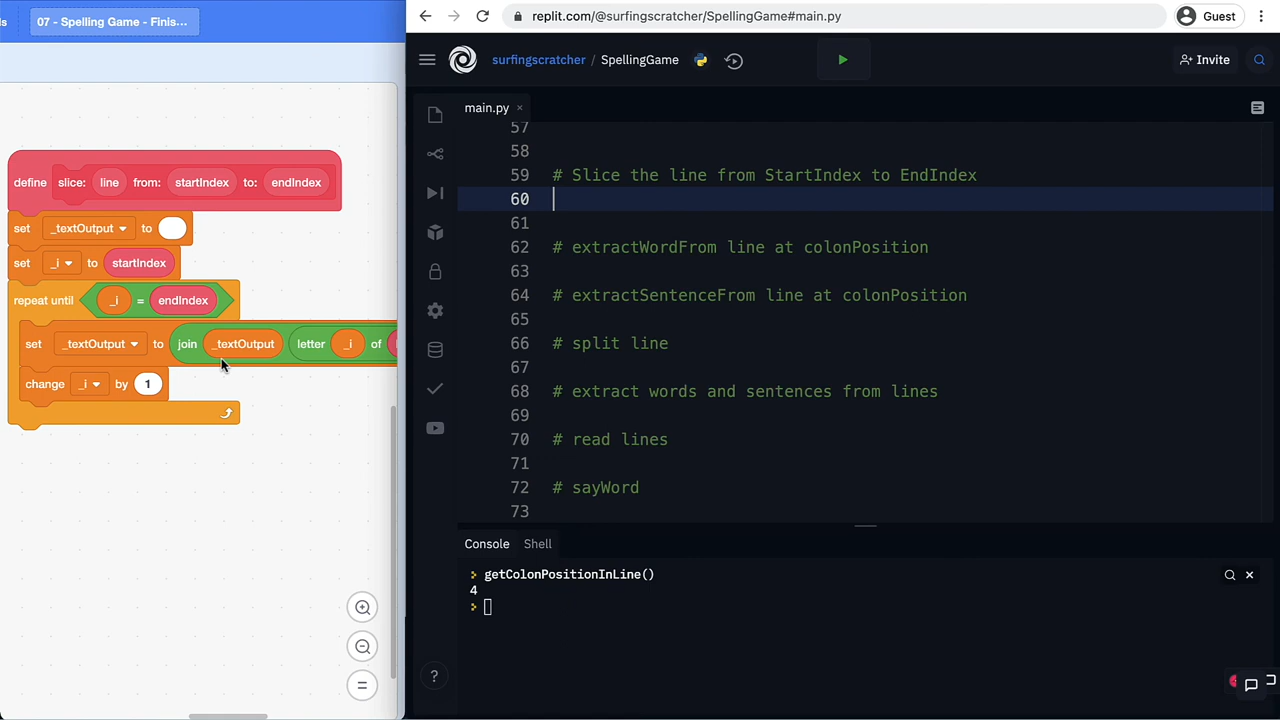 ls
07 - Spelling Game - Finis...
define slice: line from: startIndex to: endIndex
set _textOutput to
set _i to startIndex
repeat until _i = endIndex
set _textOutput to join _textOutput letter _i of
change _i by 1
replit.com/@surfingscratcher/SpellingGame#main.py
Guest
surfingscratcher / SpellingGame
Invite
main.py
57
58
59 # Slice the line from StartIndex to EndIndex
60
61
62 # extractWordFrom line at colonPosition
63
64 # extractSentenceFrom line at colonPosition
65
66 # split line
67
68 # extract words and sentences from lines
69
70 # read lines
71
72 # sayWord
73
Console Shell
getColonPositionInLine()
4